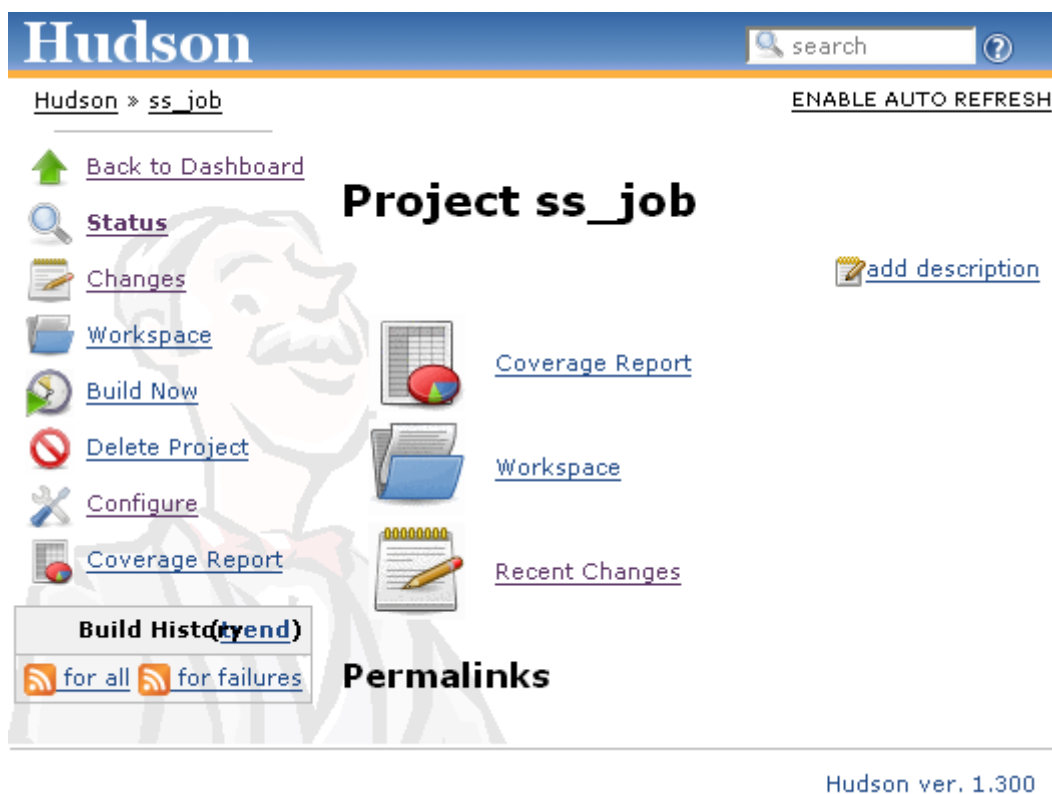 Hudson
search
Hudson » ss_job
ENABLE AUTO REFRESH
Back to Dashboard
Status
Changes
Workspace
Build Now
Delete Project
Configure
Coverage Report
Build History
(trend)
for all for failures
Project ss_job
add description
Coverage Report
Workspace
Recent Changes
Permalinks
Hudson ver. 1.300